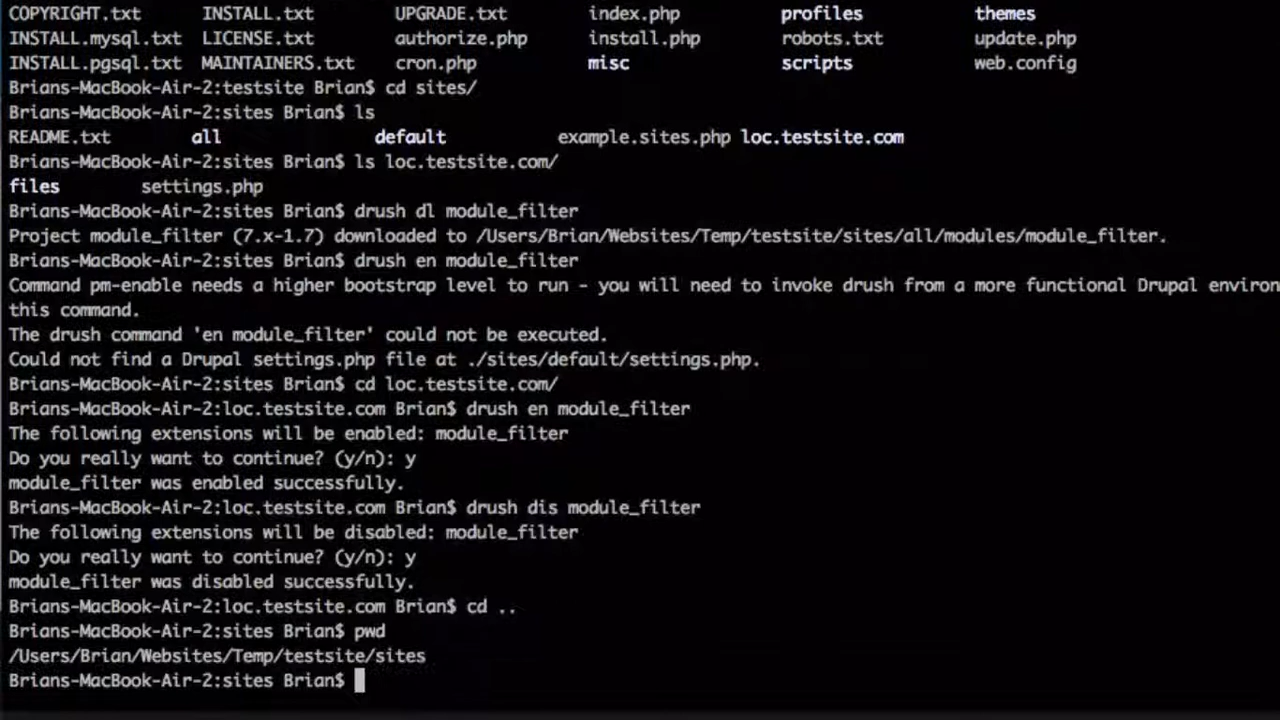 COPYRIGHT.txt INSTALL.txt UPGRADE.txt index.php profiles themes
INSTALL.mysql.txt LICENSE.txt authorize.php install.php robots.txt update.php
INSTALL.pgsql.txt MAINTAINERS.txt cron.php misc scripts web.config
Brians-MacBook-Air-2:testsite Brian$ cd sites/
Brians-MacBook-Air-2:sites Brian$ ls
README.txt all default example.sites.php loc.testsite.com
Brians-MacBook-Air-2:sites Brian$ ls loc.testsite.com/
files settings.php
Brians-MacBook-Air-2:sites Brian$ drush dl module_filter
Project module_filter (7.x-1.7) downloaded to /Users/Brian/Websites/Temp/testsite/sites/all/modules/module_filter.
Brians-MacBook-Air-2:sites Brian$ drush en module_filter
Command pm-enable needs a higher bootstrap level to run - you will need to invoke drush from a more functional Drupal environ
this command.
The drush command 'en module_filter' could not be executed.
Could not find a Drupal settings.php file at ./sites/default/settings.php.
Brians-MacBook-Air-2:sites Brian$ cd loc.testsite.com/
Brians-MacBook-Air-2:loc.testsite.com Brian$ drush en module_filter
The following extensions will be enabled: module_filter
Do you really want to continue? (y/n): y
module_filter was enabled successfully.
Brians-MacBook-Air-2:loc.testsite.com Brian$ drush dis module_filter
The following extensions will be disabled: module_filter
Do you really want to continue? (y/n): y
module_filter was disabled successfully.
Brians-MacBook-Air-2:loc.testsite.com Brian$ cd ..
Brians-MacBook-Air-2:sites Brian$ pwd
/Users/Brian/Websites/Temp/testsite/sites
Brians-MacBook-Air-2:sites Brian$